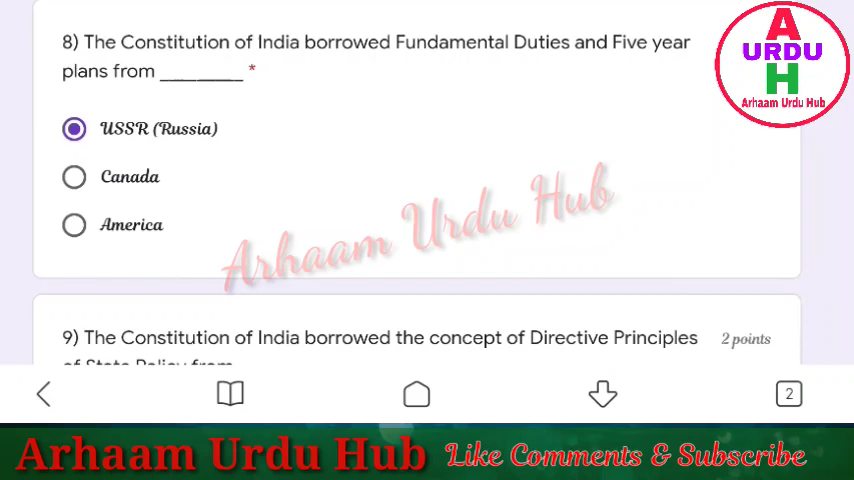 8) The Constitution of India borrowed Fundamental Duties and Five year
plans from ________ *
USSR (Russia)
Canada
America
A
URDU
H
Arhaam Urdu Hub
Arhaam Urdu Hub
9) The Constitution of India borrowed the concept of Directive Principles
2 points
of State Policy from
2
Arhaam Urdu Hub
Like Comments & Subscribe